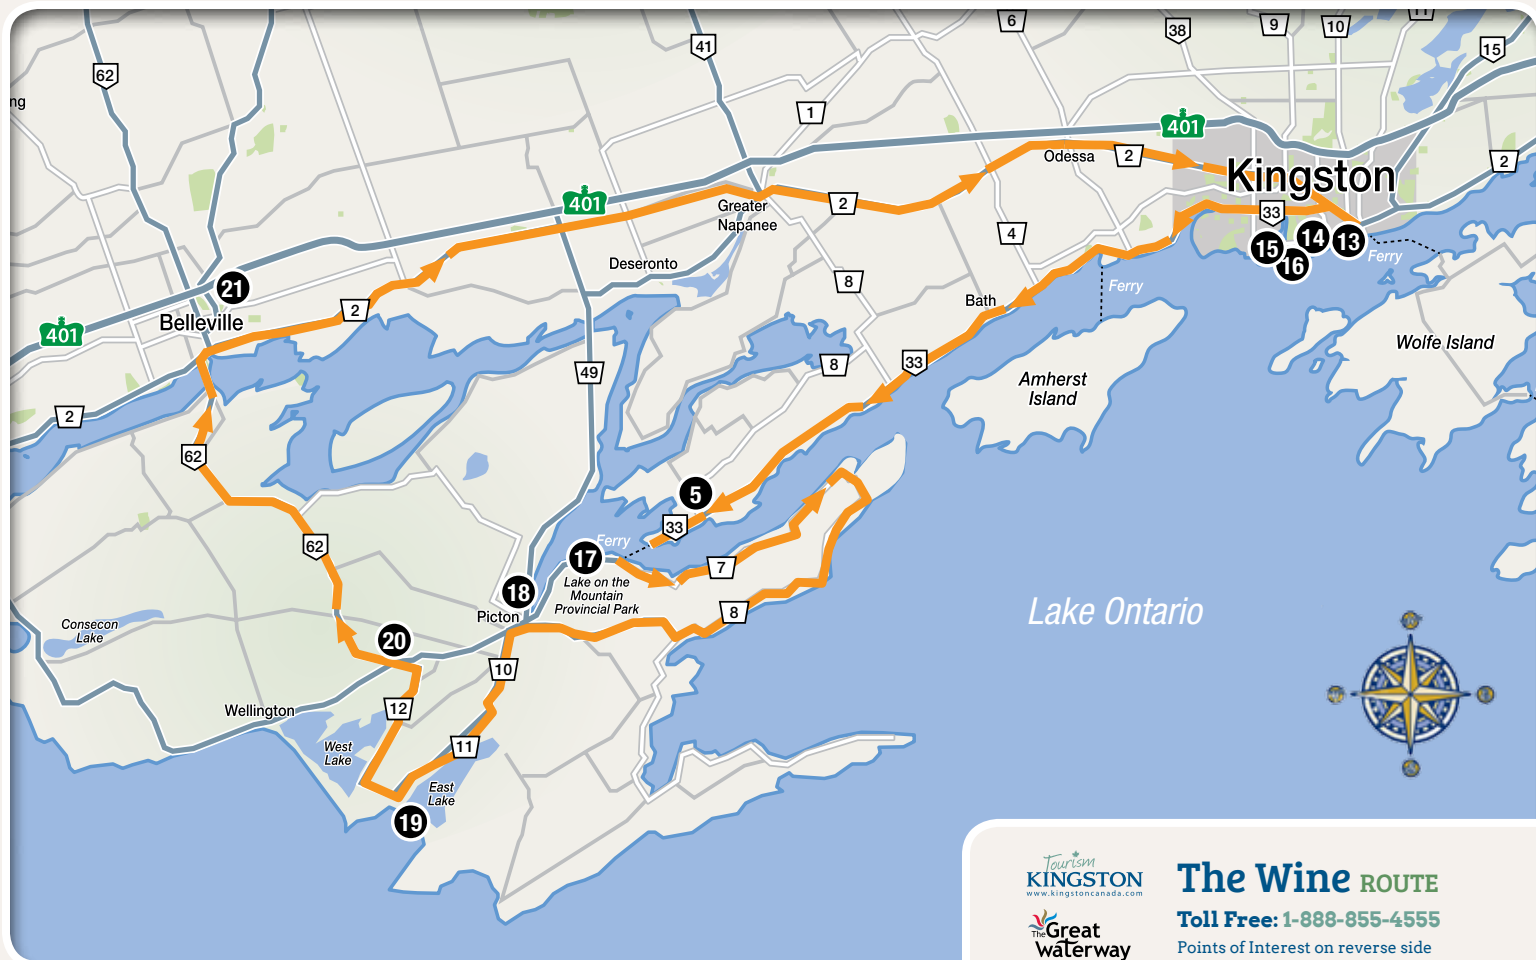 6
38
9
10
11
15
41
62
ng
1
401
Odessa
2
Kingston
2
401
Greater
Napanee
2
33
15
16
14
13
Ferry
4
Deseronto
8
Ferry
21
Belleville
2
Bath
401
Wolfe Island
49
8
33
Amherst
Island
2
62
5
33
Ferry
62
17
7
Lake on the
Mountain
Provincial Park
18
Picton
8
Lake Ontario
Consecon
Lake
20
10
12
Wellington
11
West
Lake
East
Lake
19
Tourism
KINGSTON
www.kingstoncanada.com
The Great
Waterway
The Wine ROUTE
Toll Free: 1-888-855-4555
Points of Interest on reverse side